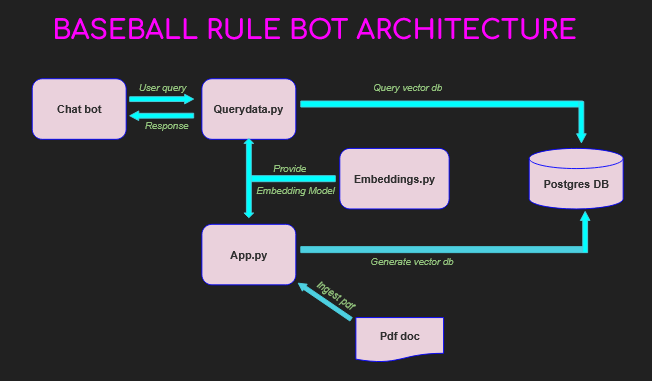 BASEBALL RULE BOT ARCHITECTURE
User query
Query vector db
Chat bot
Querydata.py
Response
Provide
Embedding Model
Embeddings.py
Postgres DB
App.py
Generate vector db
Ingest pdf
Pdf doc